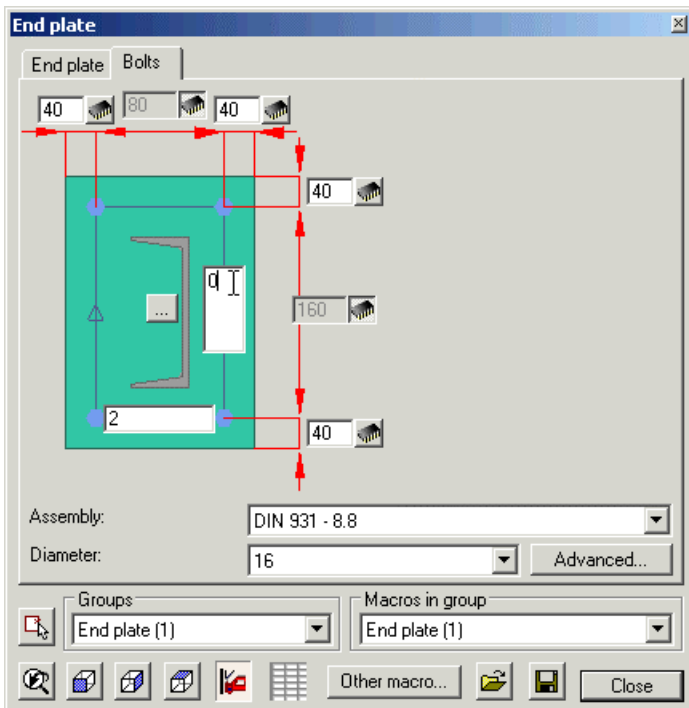 End plate
End plate Bolts
40 80 40
40
0
160
...
2
40
Assembly: DIN 931 - 8.8
Diameter: 16 Advanced...
Groups Macros in group
End plate (1) End plate (1)
Other macro... Close